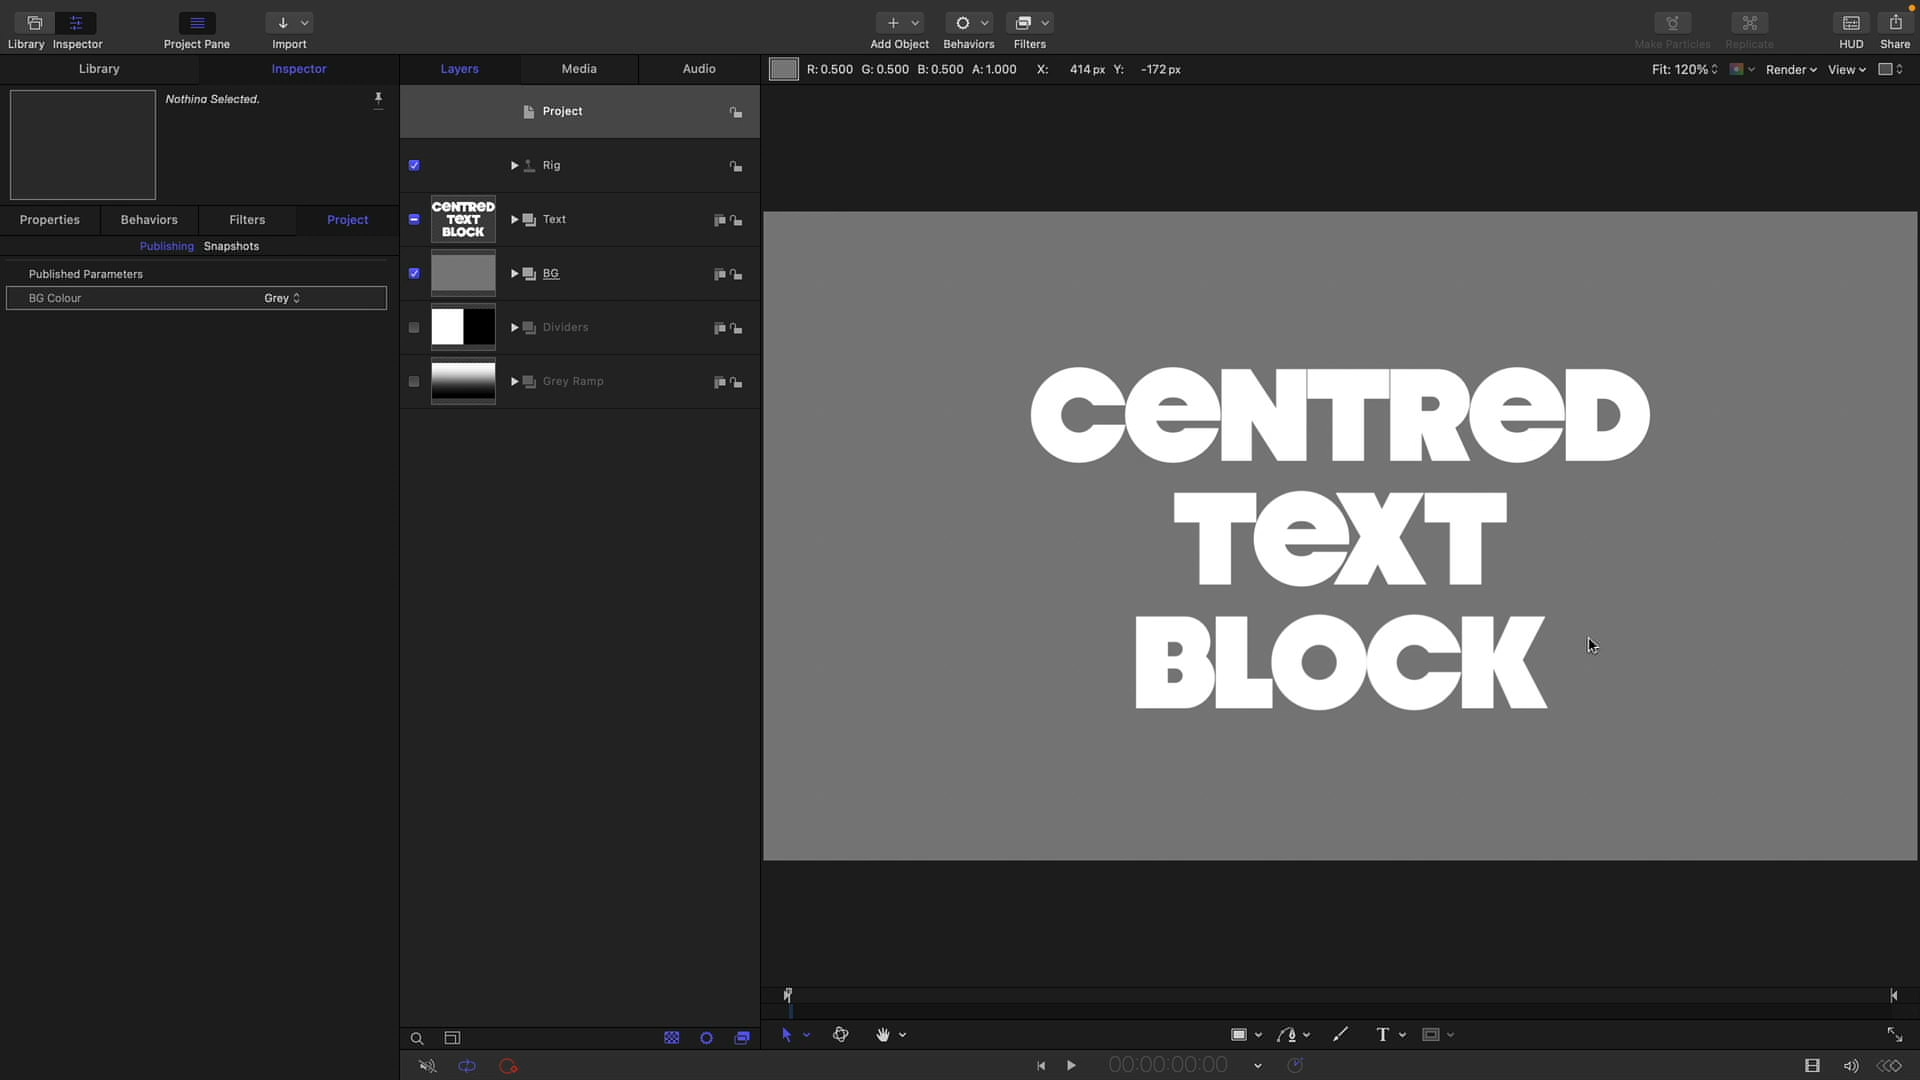 Library
Inspector
Project Pane
Import
Add Object
Behaviors
Filters
Make Particles
Replicate
HUD
Share
Library
Inspector
Layers
Media
Audio
R: 0.500 G: 0.500 B: 0.500 A: 1.000 X: 414 px Y: -172 px
Fit: 120%
Render
View
Nothing Selected.
Project
Rig
CeNTReD
TeXT
BLOCK
Text
BG
Dividers
Grey Ramp
Properties
Behaviors
Filters
Project
Publishing Snapshots
Published Parameters
BG Colour Grey
CeNTReD
TeXT
BLOCK
T
00:00:00:00